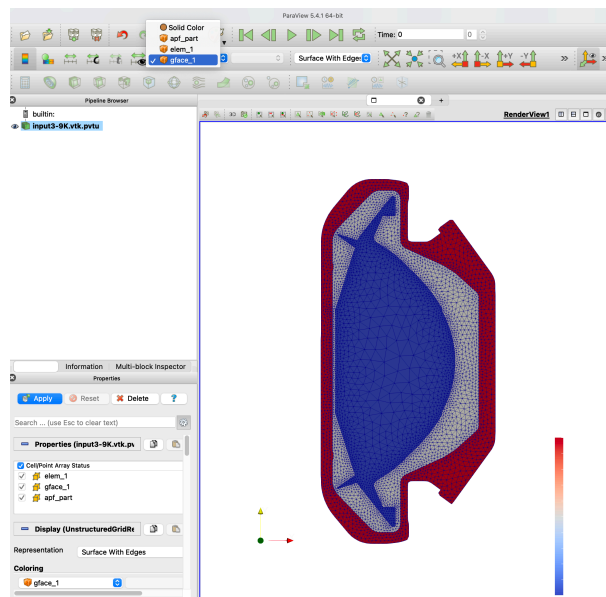 ParaView 5.4.1 64-bit
Solid Color
apf_part
elem_1
gface_1
Time: 0
0
Surface With Edges
+X
-X
+Y
-Y
»
Pipeline Browser
builtin:
input3-9K.vtk.pvtu
+
3D
RenderView1
Information Multi-block Inspector
Properties
Apply Reset Delete ?
Search ... (use Esc to clear text)
Properties (input3-9K.vtk.pv
Cell/Point Array Status
elem_1
gface_1
apf_part
Display (UnstructuredGridRe
Representation Surface With Edges
Coloring
gface_1